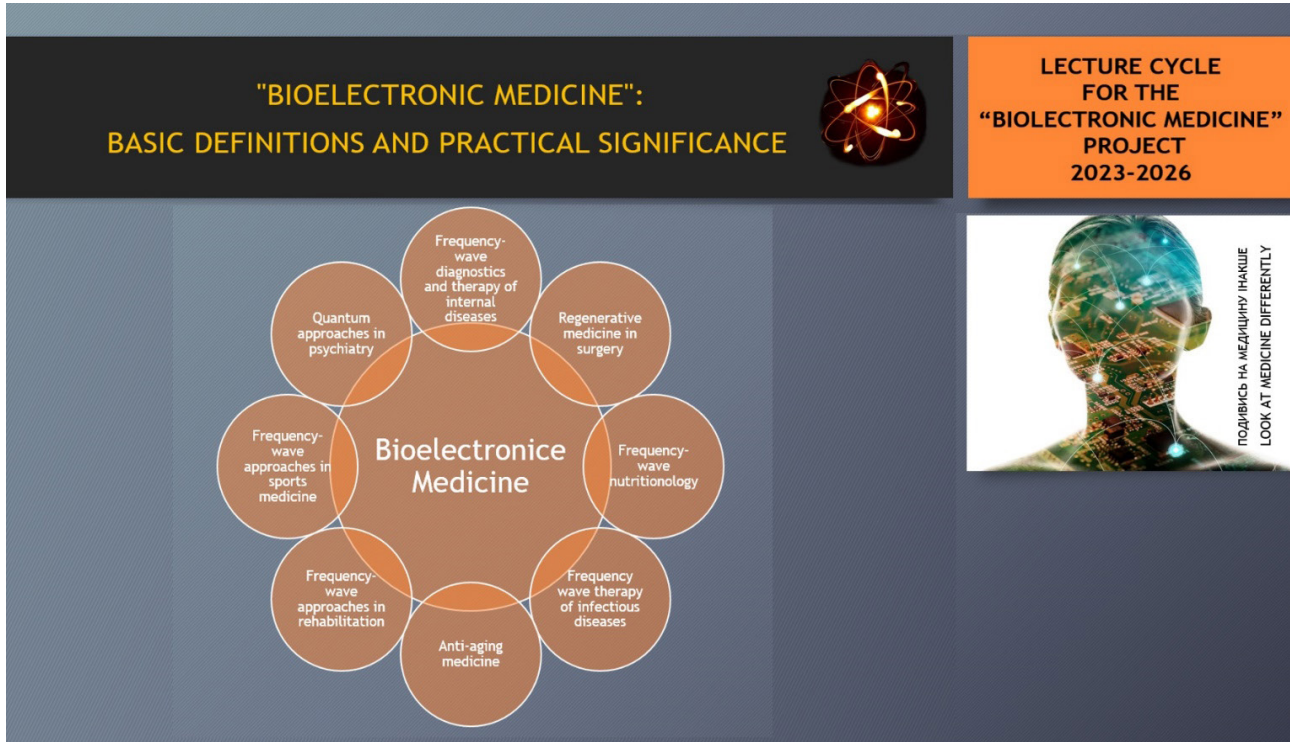 "BIOELECTRONIC MEDICINE":
BASIC DEFINITIONS AND PRACTICAL SIGNIFICANCE
LECTURE CYCLE
FOR THE
“BIOLECTRONIC MEDICINE”
PROJECT
2023-2026
Frequency-
wave
diagnostics
and therapy of
internal
diseases
Quantum
approaches in
psychiatry
Regenerative
medicine in
surgery
Frequency-
wave
approaches in
sports
medicine
Bioelectronice
Medicine
Frequency-
wave
nutritionology
Frequency-
wave
approaches in
rehabilitation
Frequency
wave therapy
of infectious
diseases
Anti-aging
medicine
ПОДИВИСЬ НА МЕДИЦИНУ ІНАКШЕ
LOOK AT MEDICINE DIFFERENTLY